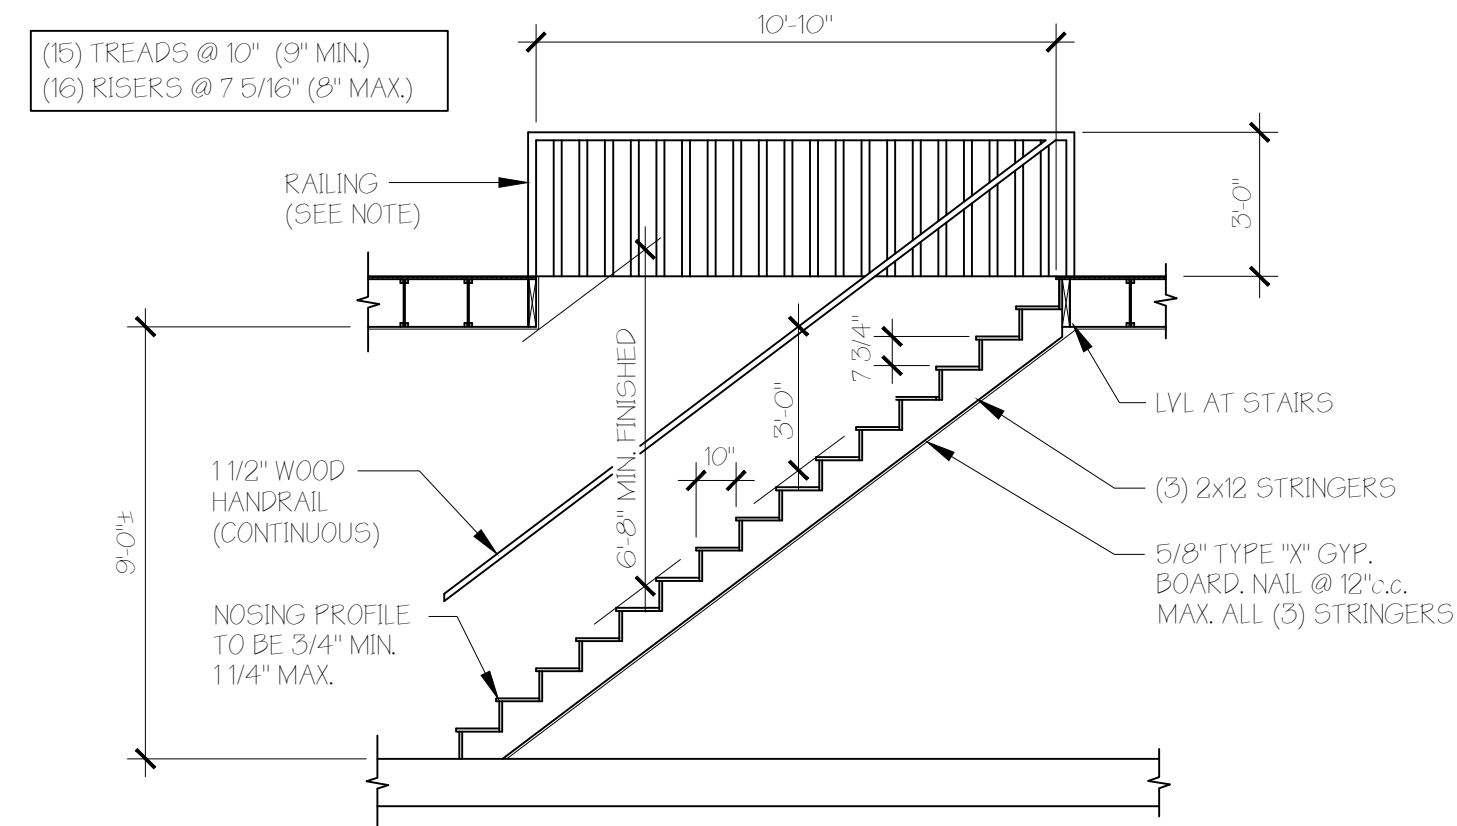 (15) TREADS @ 10" (9" MIN.)
(16) RISERS @ 7 5/16" (8" MAX.)
10'-10"
RAILING
(SEE NOTE)
3'-0"
6'-8" MIN. FINISHED
7 3/4"
3'-0"
10"
LVL AT STAIRS
1 1/2" WOOD
HANDRAIL
(CONTINUOUS)
(3) 2x12 STRINGERS
9'-0"±
5/8" TYPE "X" GYP.
BOARD. NAIL @ 12"c.c.
MAX. ALL (3) STRINGERS
NOSING PROFILE
TO BE 3/4" MIN.
1 1/4" MAX.